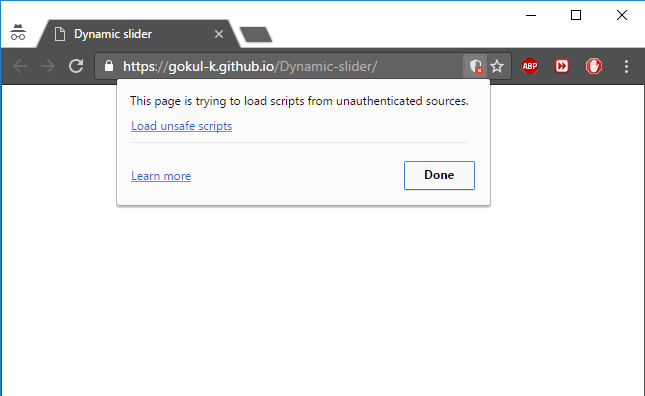 Dynamic slider
https://gokul-k.github.io/Dynamic-slider/
ABP
This page is trying to load scripts from unauthenticated sources.
Load unsafe scripts
Learn more
Done